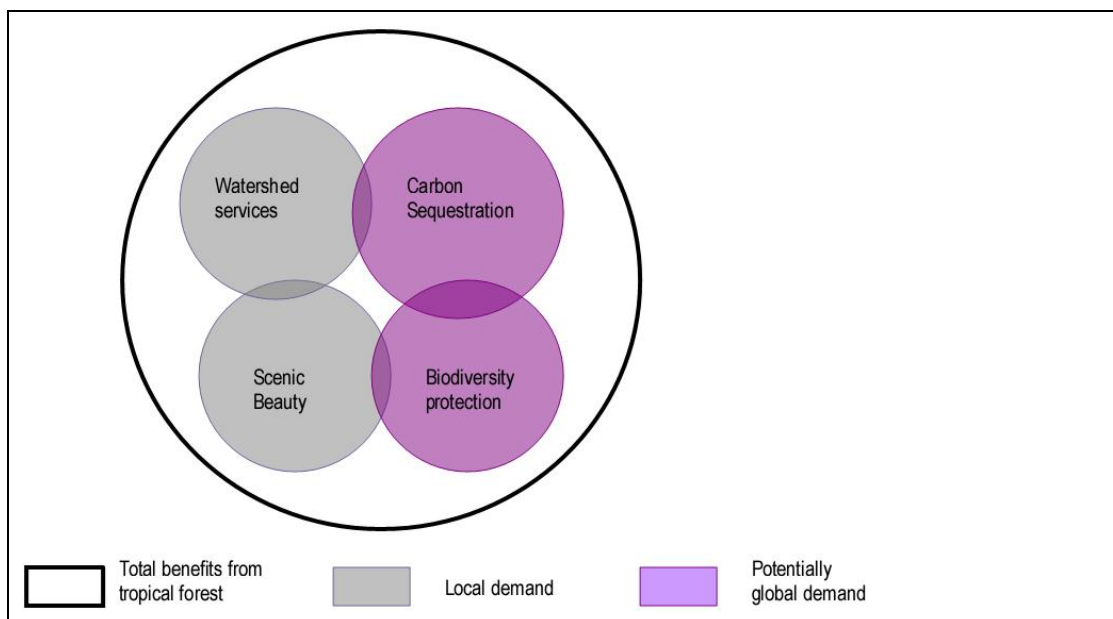 Watershed
services
Carbon
Sequestration
Scenic
Beauty
Biodiversity
protection
Total benefits from
tropical forest
Local demand
Potentially
global demand